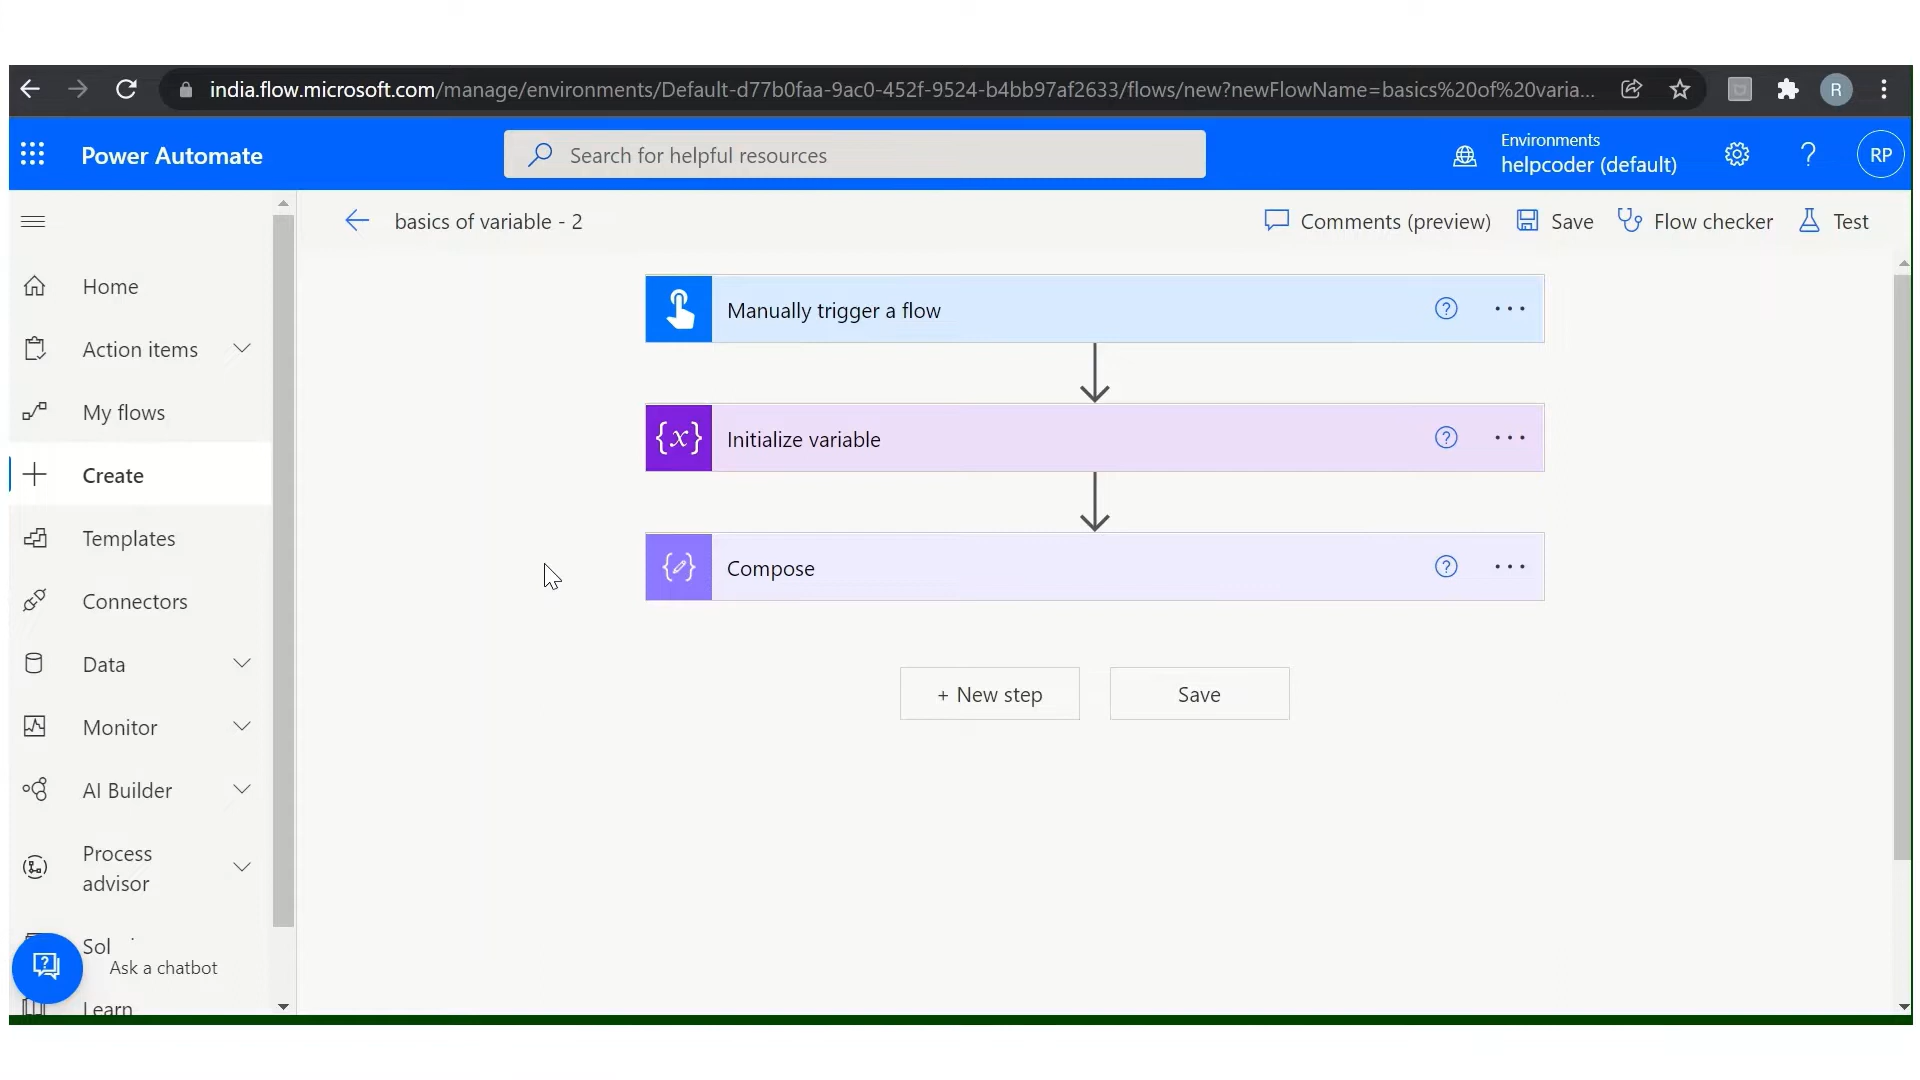 india.flow.microsoft.com/manage/environments/Default-d77b0faa-9ac0-452f-9524-b4bb97af2633/flows/new?newFlowName=basics%20of%20varia...
R
Power Automate
Search for helpful resources
Environments
helpcoder (default)
RP
basics of variable - 2
Comments (preview)
Save
Flow checker
Test
Home
Action items
My flows
Create
Templates
Connectors
Data
Monitor
AI Builder
Process
advisor
Sol
Ask a chatbot
Learn
Manually trigger a flow
{x} Initialize variable
Compose
+ New step
Save